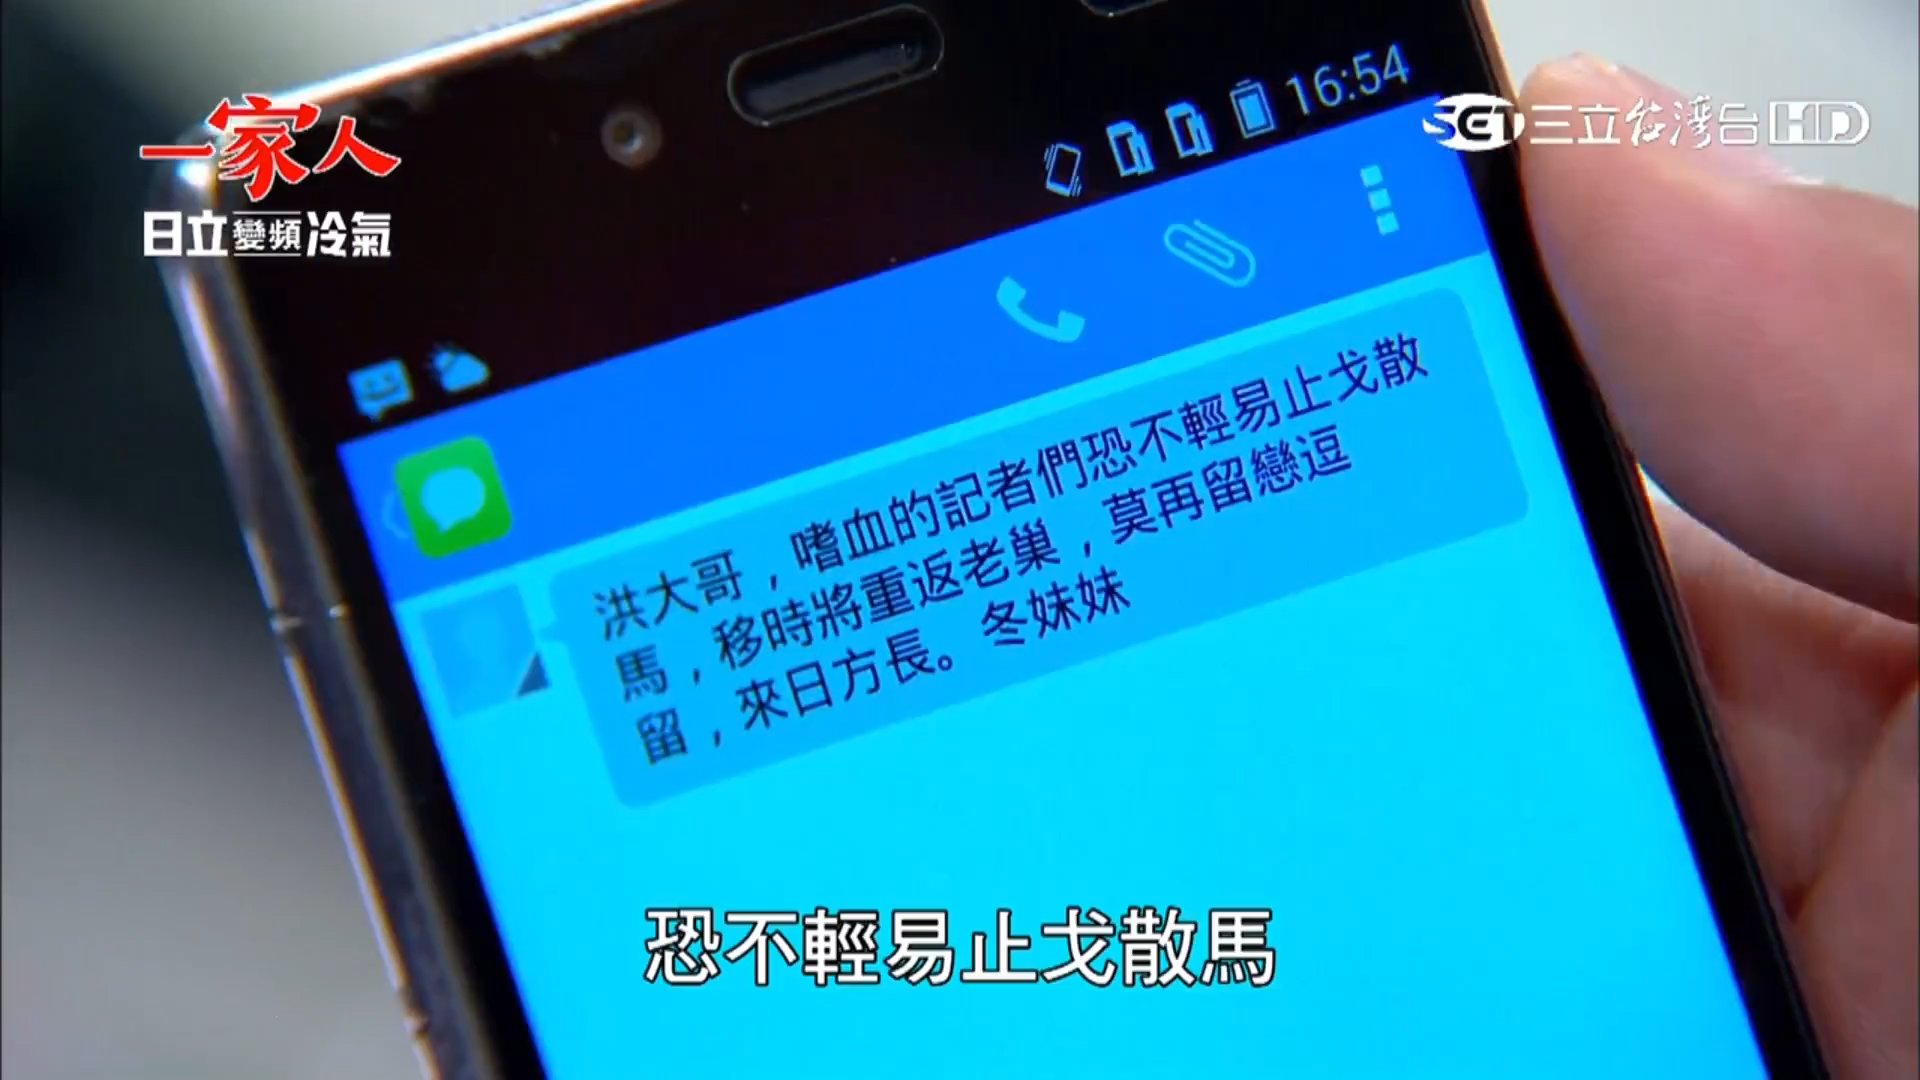 一家人
日立變頻冷氣
SET三立台灣台HD
16:54
洪大哥，嗜血的記者們恐不輕易止戈散
馬，移時將重返老巢，莫再留戀逗
留，來日方長。冬妹妹
恐不輕易止戈散馬